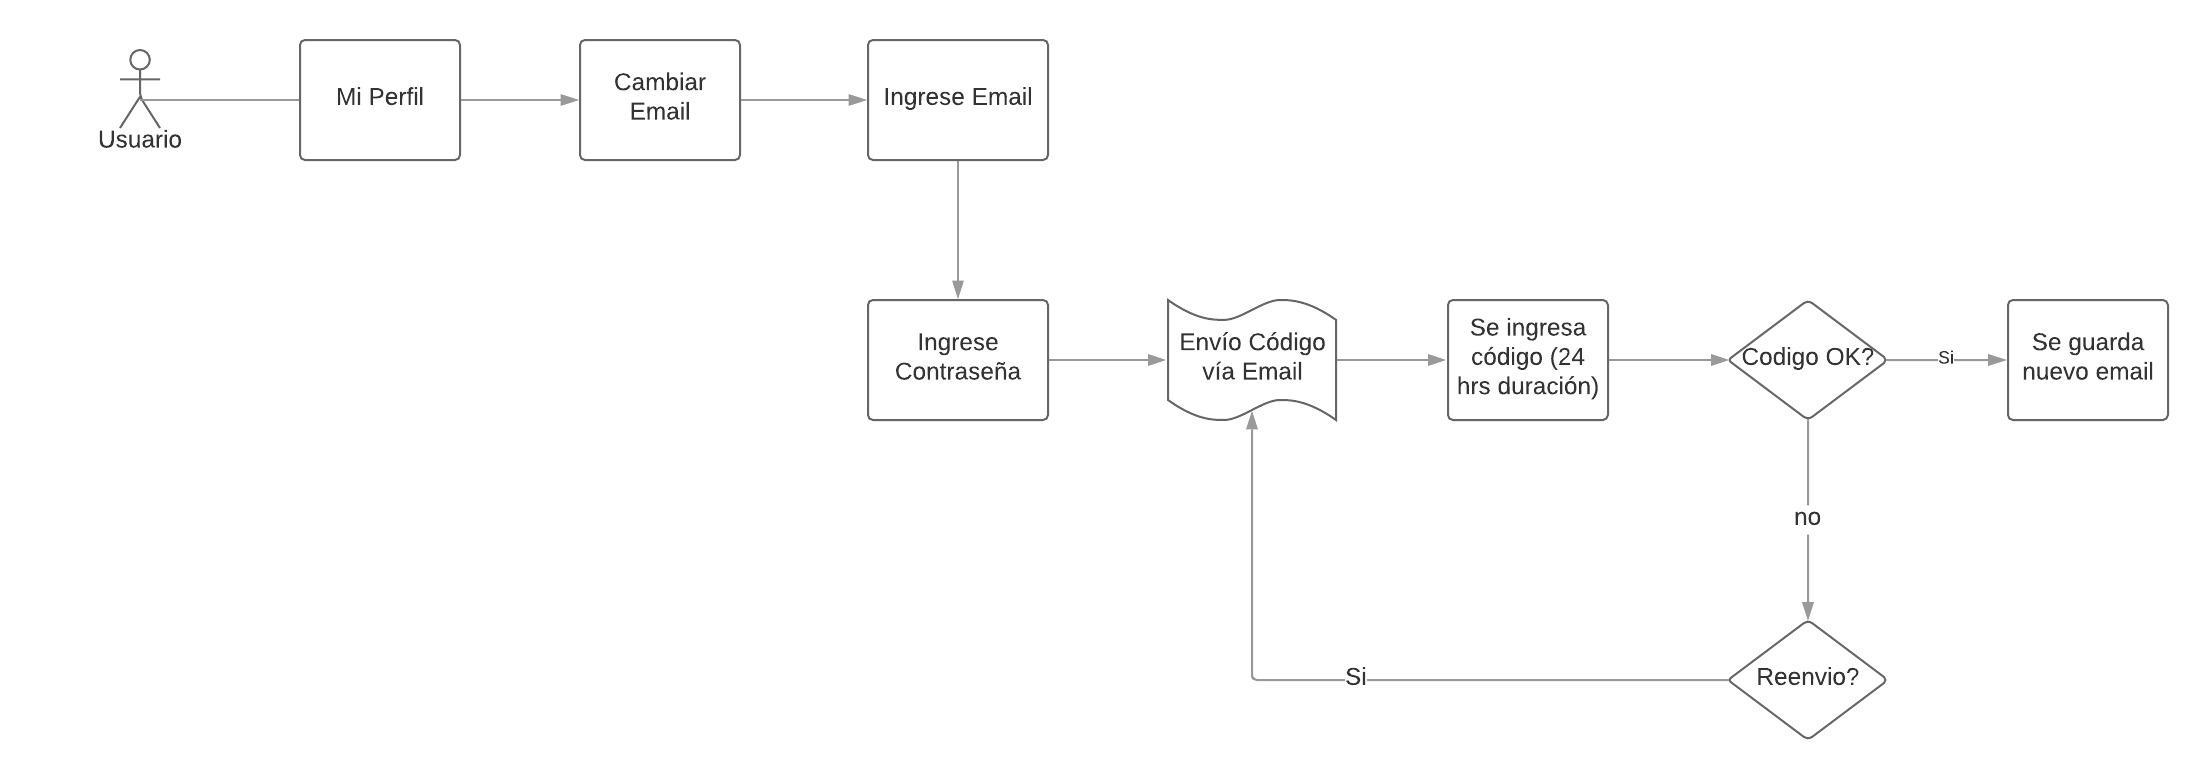 Usuario
Mi Perfil
Cambiar
Email
Ingrese Email
Ingrese
Contraseña
Envío Código
vía Email
Se ingresa
código (24
hrs duración)
Codigo OK?
Si
Se guarda
nuevo email
no
Reenvio?
Si